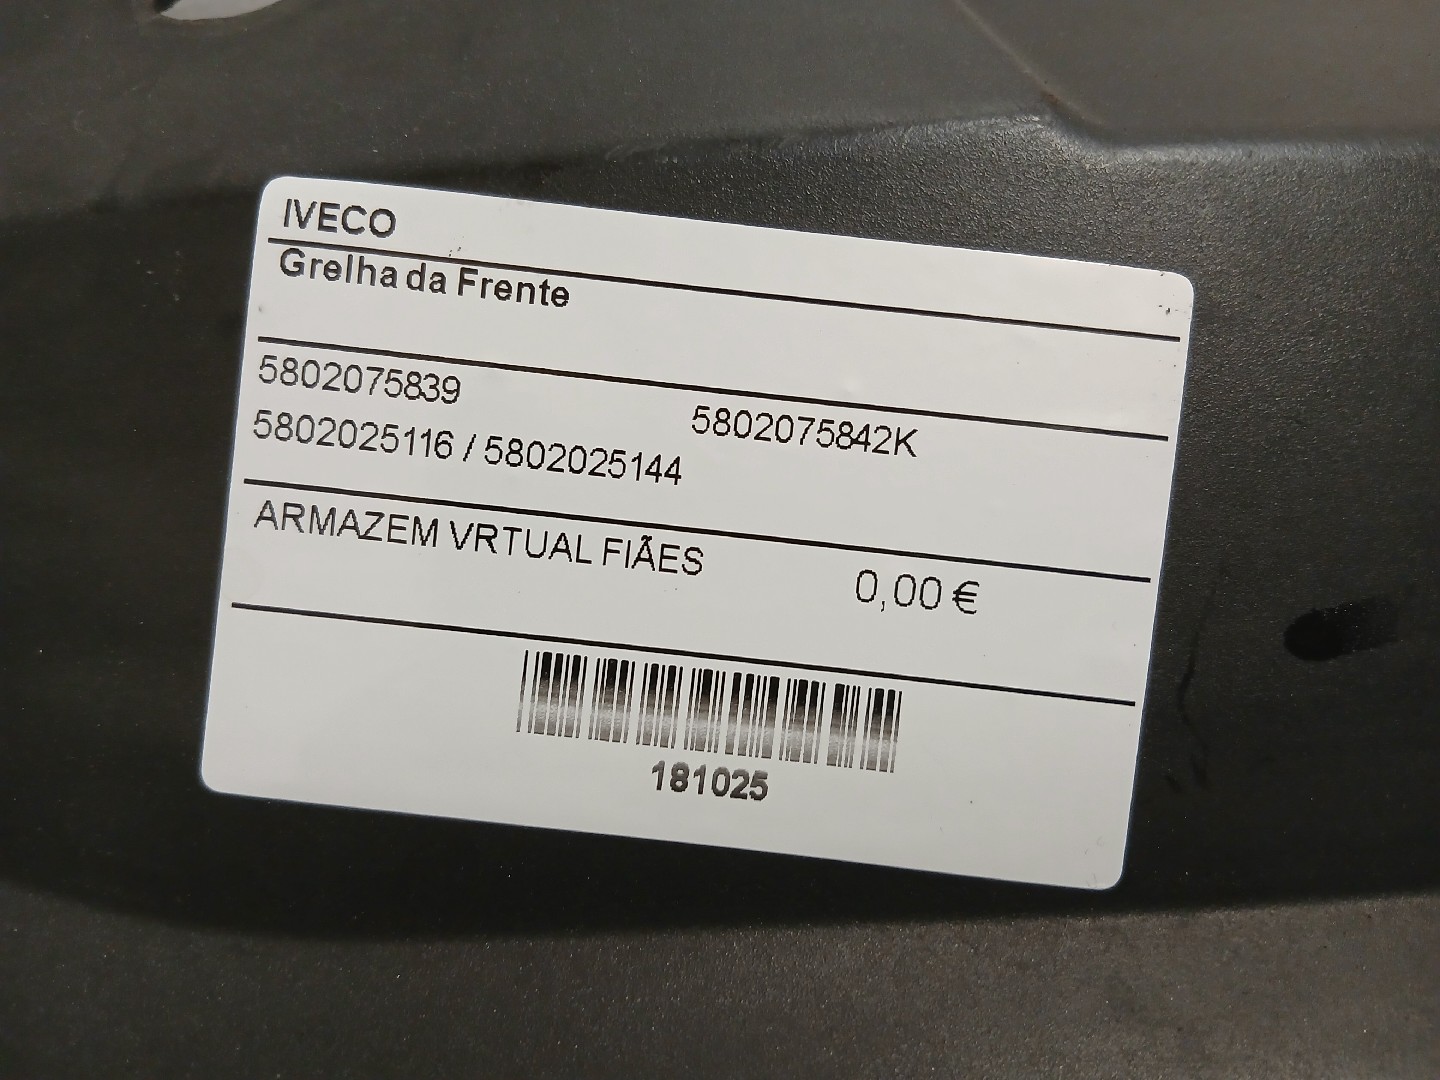 IVECO
Grelha da Frente
5802075839 5802075842K
5802025116 / 5802025144
ARMAZEM VRTUAL FIÃES 0,00 €
181025